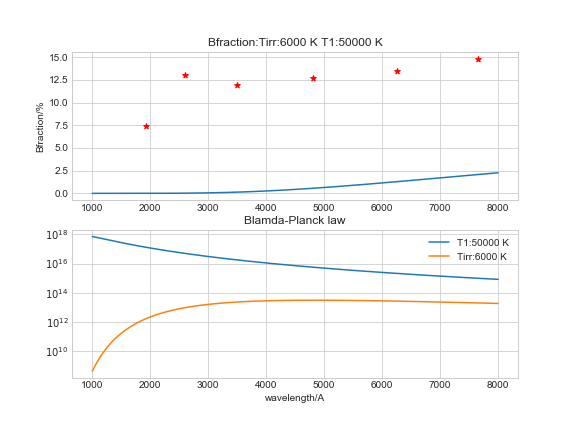 Bfraction:Tirr:6000 K T1:50000 K
15.0
12.5
10.0
7.5
5.0
2.5
0.0
Bfraction/%
1000 2000 3000 4000 5000 6000 7000 8000
Blamda-Planck law
10^18
10^16
10^14
10^12
10^10
T1:50000 K
Tirr:6000 K
1000 2000 3000 4000 5000 6000 7000 8000
wavelength/A